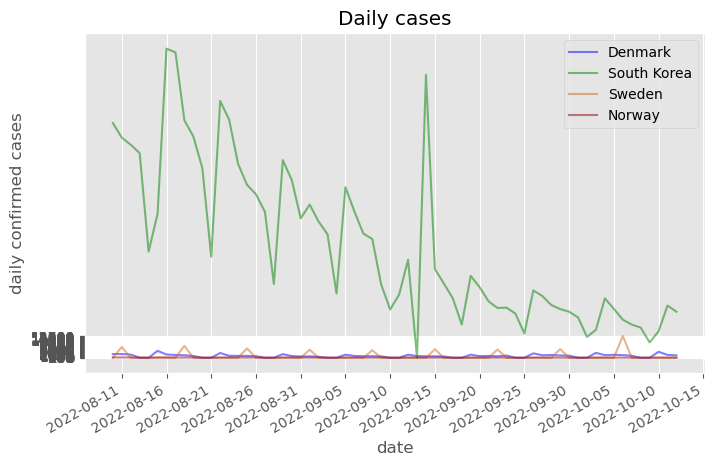 Daily cases
Denmark
South Korea
Sweden
Norway
daily confirmed cases
2022-08-11
2022-08-16
2022-08-21
2022-08-26
2022-08-31
2022-09-05
2022-09-10
2022-09-15
2022-09-20
2022-09-25
2022-09-30
2022-10-05
2022-10-10
2022-10-15
date